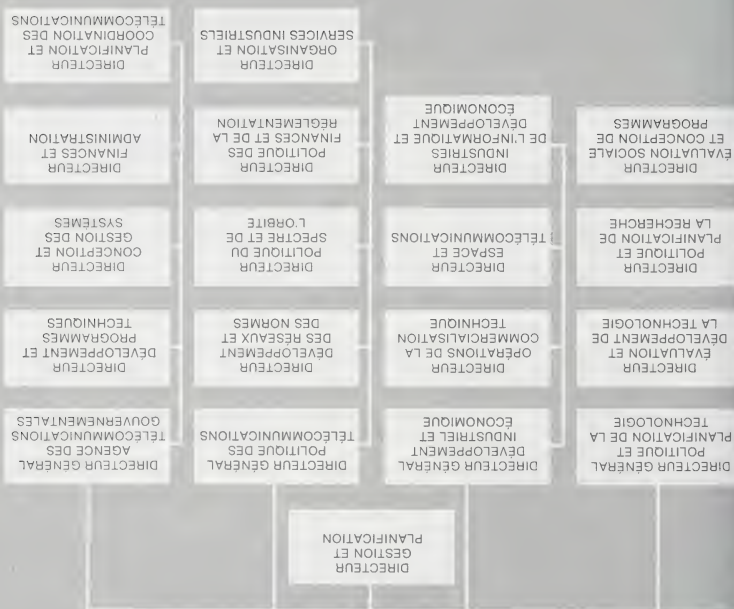 DIRECTEUR
GESTION ET
PLANIFICATION
DIRECTEUR GÉNÉRAL
POLITIQUE ET
PLANIFICATION DE LA
TECHNOLOGIE
DIRECTEUR
ÉVALUATION ET
DÉVELOPPEMENT DE
LA TECHNOLOGIE
DIRECTEUR
POLITIQUE ET
PLANIFICATION DE
LA RECHERCHE
DIRECTEUR
ÉVALUATION SOCIALE
ET CONCEPTION DE
PROGRAMMES
DIRECTEUR GÉNÉRAL
DÉVELOPPEMENT
INDUSTRIEL ET
ÉCONOMIQUE
DIRECTEUR
OPÉRATIONS DE LA
COMMERCIALISATION
TECHNIQUE
DIRECTEUR
ESPACE ET
TÉLÉCOMMUNICATIONS
DIRECTEUR
INDUSTRIES
DE L'INFORMATIQUE ET
DÉVELOPPEMENT
ÉCONOMIQUE
DIRECTEUR GÉNÉRAL
POLITIQUE DES
TÉLÉCOMMUNICATIONS
DIRECTEUR
DÉVELOPPEMENT
DES RÉSEAUX ET
DES NORMES
DIRECTEUR
POLITIQUE DU
SPECTRE ET DE
L'ORBITE
DIRECTEUR
POLITIQUE DES
FINANCES ET DE LA
RÉGLEMENTATION
DIRECTEUR
ORGANISATION ET
SERVICES INDUSTRIELS
DIRECTEUR GÉNÉRAL
AGENCE DES
TÉLÉCOMMUNICATIONS
GOUVERNEMENTALES
DIRECTEUR
DÉVELOPPEMENT ET
PROGRAMMES
TECHNIQUES
DIRECTEUR
CONCEPTION ET
GESTION DES
SYSTÈMES
DIRECTEUR
FINANCES ET
ADMINISTRATION
DIRECTEUR
PLANIFICATION ET
COORDINATION DES
TÉLÉCOMMUNICATIONS